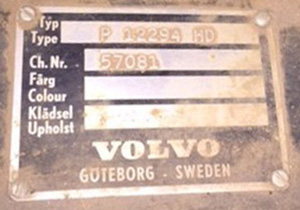 Typ
Type P 12294 HD
Ch. Nr. 57081
Färg
Colour
Klädsel
Upholst
VOLVO
GÖTEBORG - SWEDEN